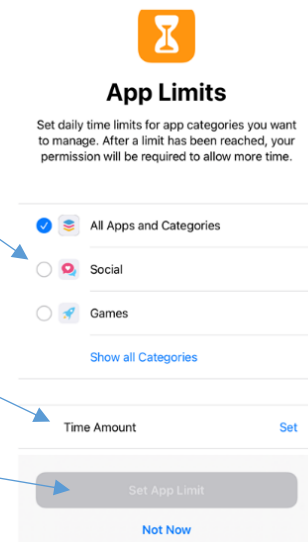 App Limits
Set daily time limits for app categories you want
to manage. After a limit has been reached, your
permission will be required to allow more time.
All Apps and Categories
Social
Games
Show all Categories
Time Amount Set
Set App Limit
Not Now